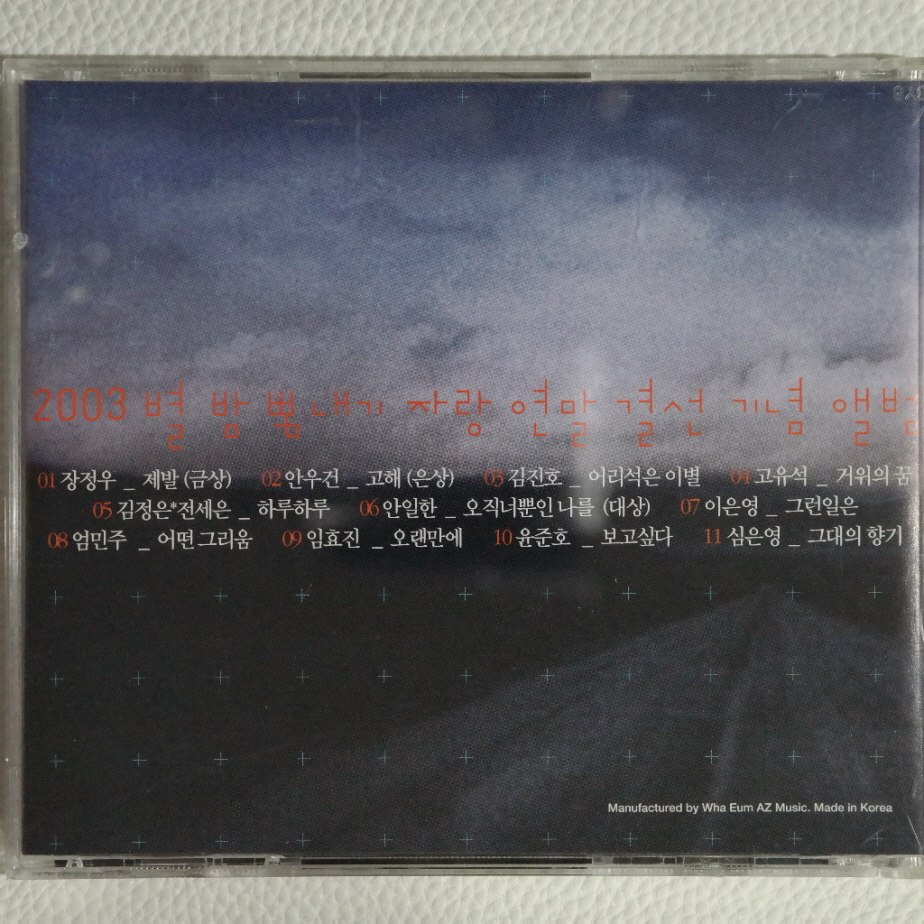 2003 별밤 뽐내기 자랑 연말 결선 기념 앨범
01 장정우 _ 제발 (금상) 02 안우건 _ 고해 (은상) 03 김진호 _ 어리석은 이별 04 고유석 _ 거위의 꿈
05 김정은*전세은 _ 하루하루 06 안일한 _ 오직너뿐인 나를 (대상) 07 이은영 _ 그런일은
08 엄민주 _ 어떤 그리움 09 임효진 _ 오랜만에 10 윤준호 _ 보고싶다 11 심은영 _ 그대의 향기
Manufactured by Wha Eum AZ Music. Made in Korea